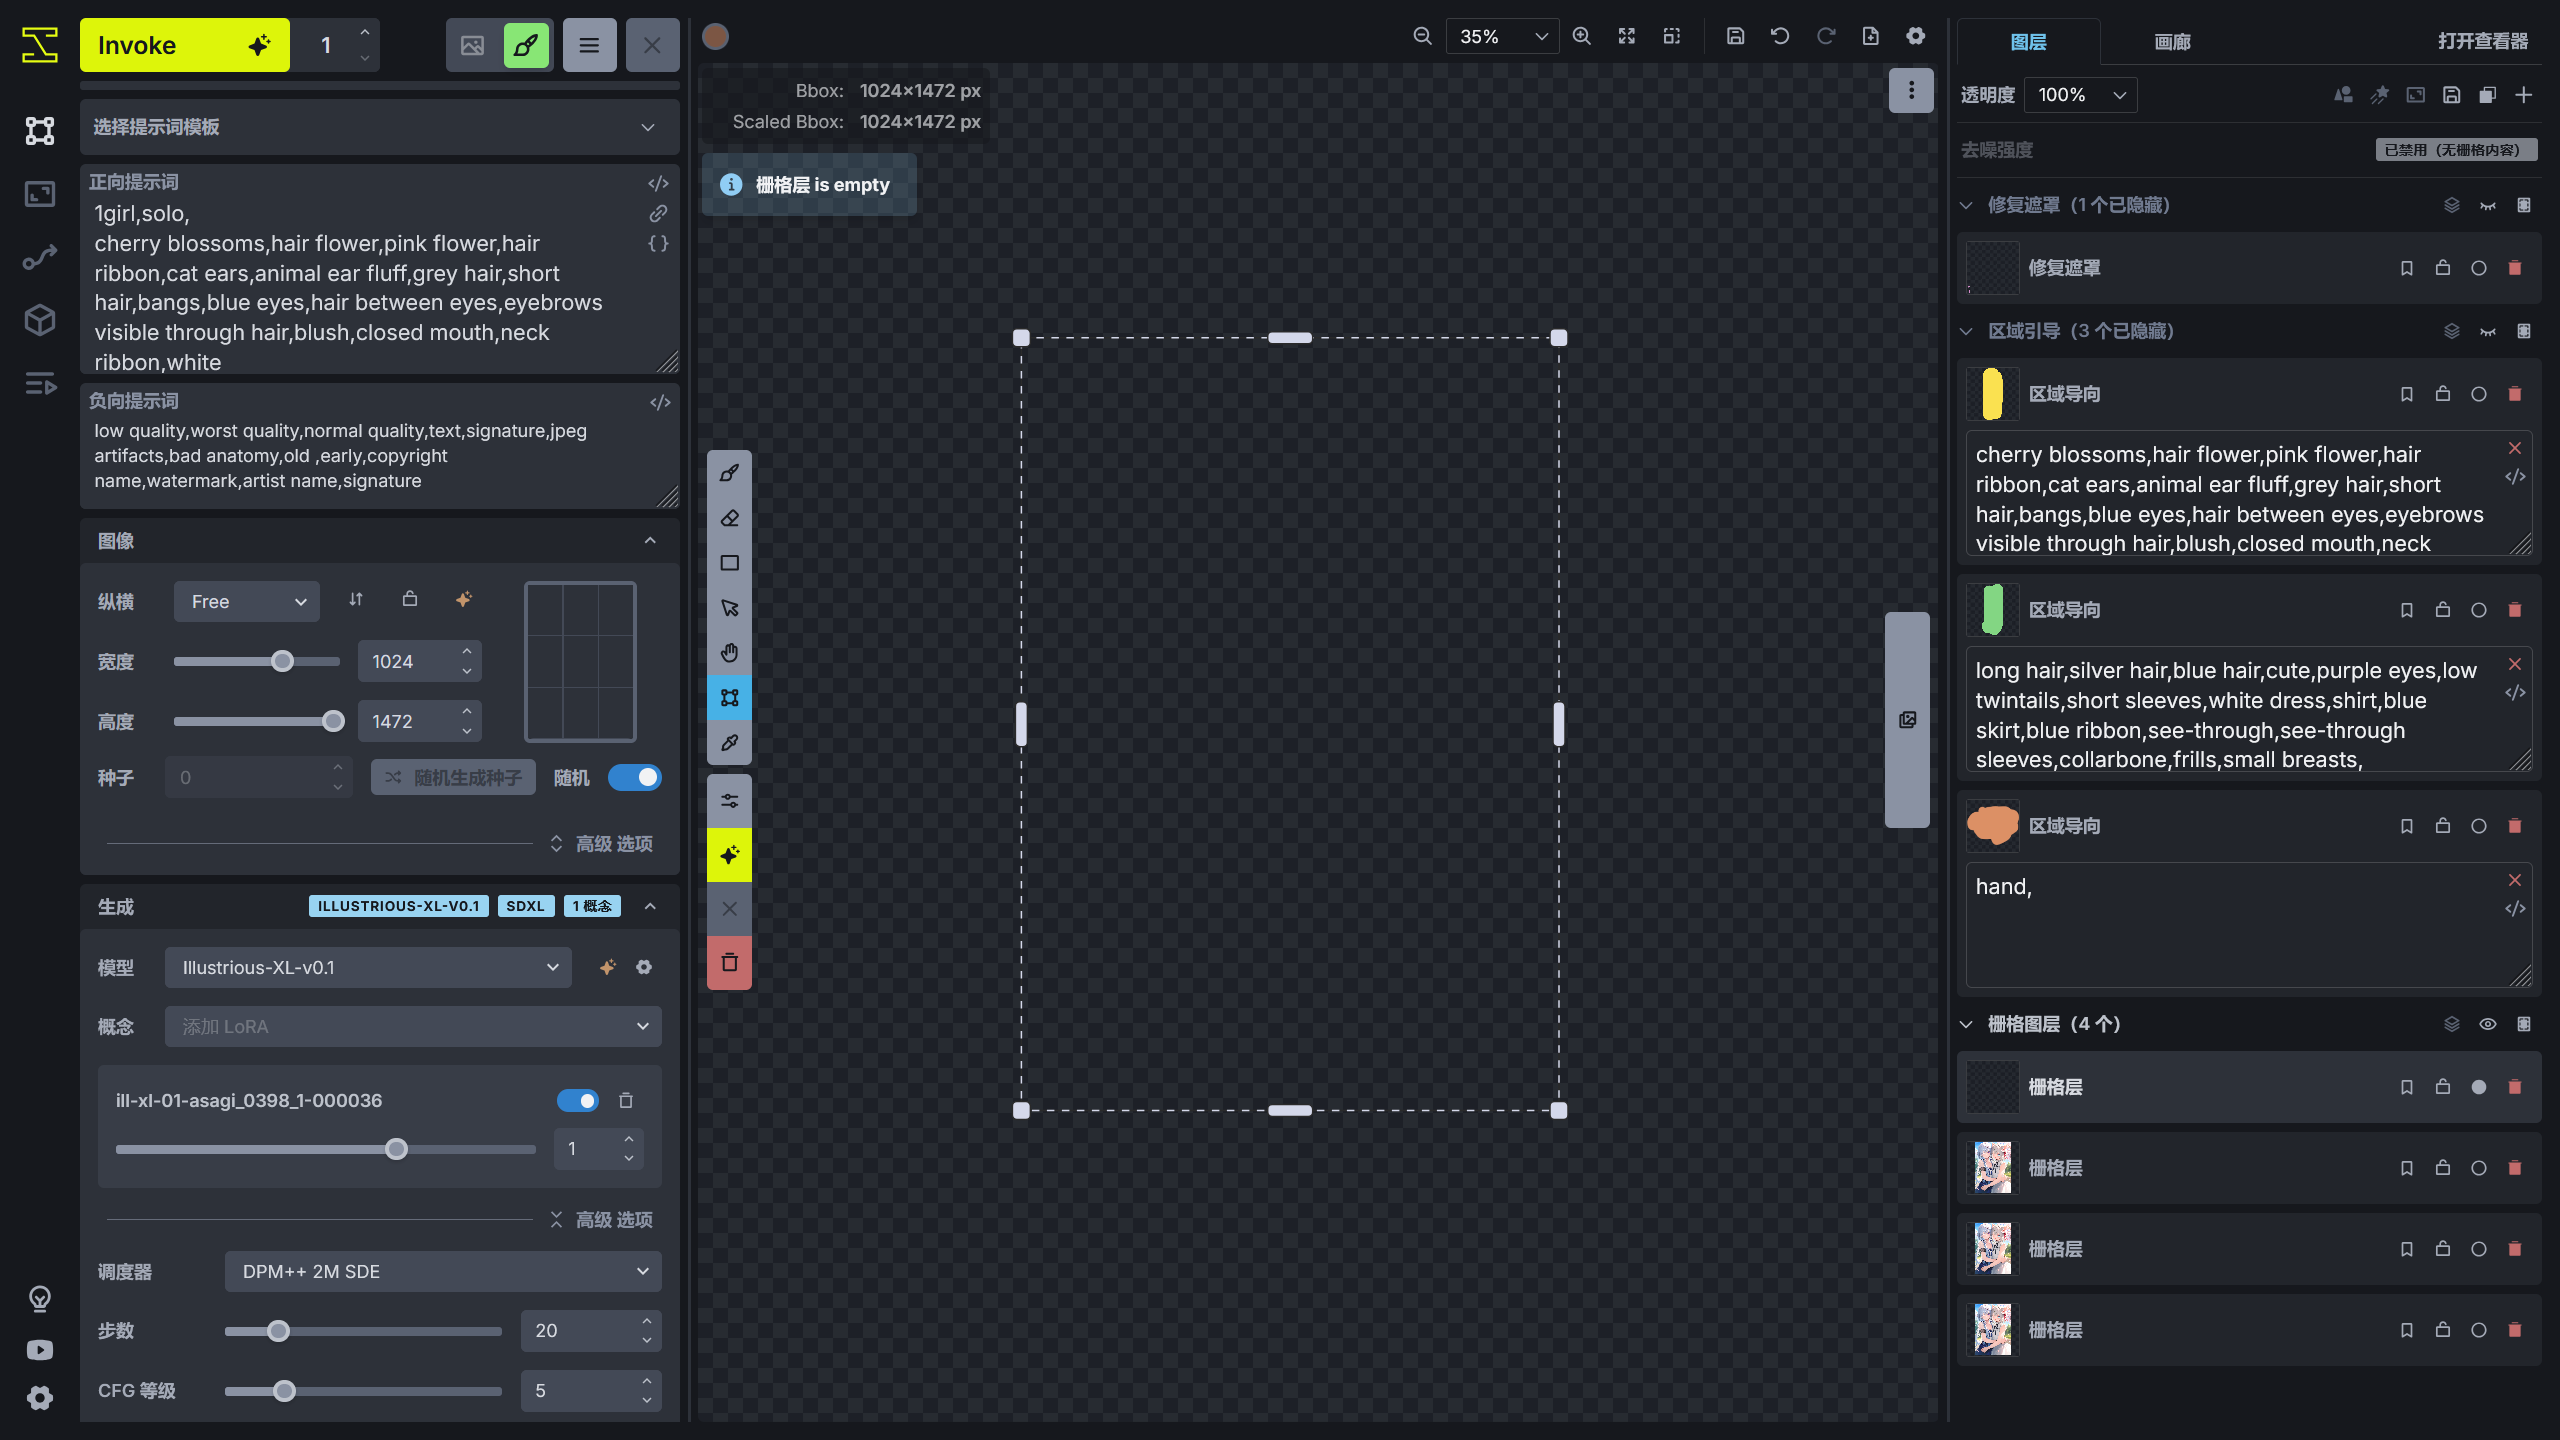 Invoke
1
选择提示词模板
正向提示词
1girl,solo,
cherry blossoms,hair flower,pink flower,hair
ribbon,cat ears,animal ear fluff,grey hair,short
hair,bangs,blue eyes,hair between eyes,eyebrows
visible through hair,blush,closed mouth,neck
ribbon,white
负向提示词
low quality,worst quality,normal quality,text,signature,jpeg
artifacts,bad anatomy,old ,early,copyright
name,watermark,artist name,signature
图像
纵横
Free
宽度
1024
高度
1472
种子
0
随机生成种子
随机
高级 选项
生成
ILLUSTRIOUS-XL-V0.1
SDXL
1 概念
模型
Illustrious-XL-v0.1
概念
添加 LoRA
ill-xl-01-asagi_0398_1-000036
1
高级 选项
调度器
DPM++ 2M SDE
步数
20
CFG 等级
5
35%
Bbox: 1024×1472 px
Scaled Bbox: 1024×1472 px
栅格层 is empty
图层
画廊
打开查看器
透明度
100%
去噪强度
已禁用（无栅格内容）
修复遮罩（1 个已隐藏）
修复遮罩
区域引导（3 个已隐藏）
区域导向
cherry blossoms,hair flower,pink flower,hair
ribbon,cat ears,animal ear fluff,grey hair,short
hair,bangs,blue eyes,hair between eyes,eyebrows
visible through hair,blush,closed mouth,neck
区域导向
long hair,silver hair,blue hair,cute,purple eyes,low
twintails,short sleeves,white dress,shirt,blue
skirt,blue ribbon,see-through,see-through
sleeves,collarbone,frills,small breasts,
区域导向
hand,
栅格图层（4 个）
栅格层
栅格层
栅格层
栅格层